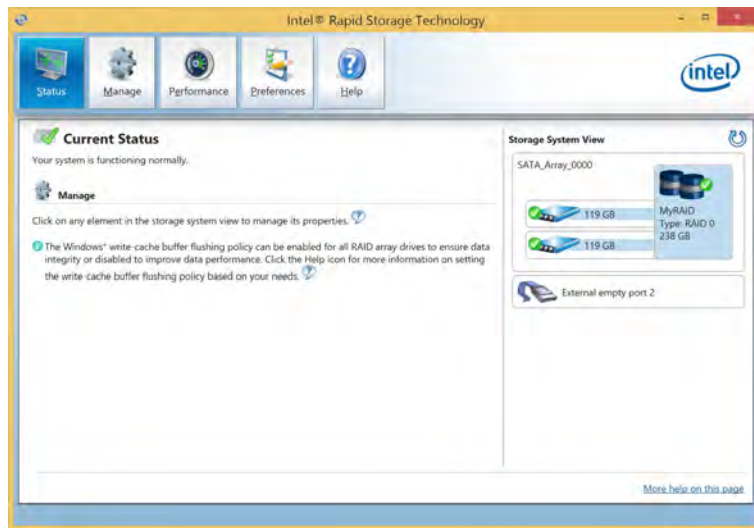 Intel® Rapid Storage Technology
Status
Manage
Performance
Preferences
Help
intel
Current Status
Your system is functioning normally.
Manage
Click on any element in the storage system view to manage its properties.
The Windows* write-cache buffer flushing policy can be enabled for all RAID array drives to ensure data
integrity or disabled to improve data performance. Click the Help icon for more information on setting
the write-cache buffer flushing policy based on your needs.
Storage System View
SATA_Array_0000
119 GB
119 GB
MyRAID
Type: RAID 0
238 GB
External empty port 2
More help on this page